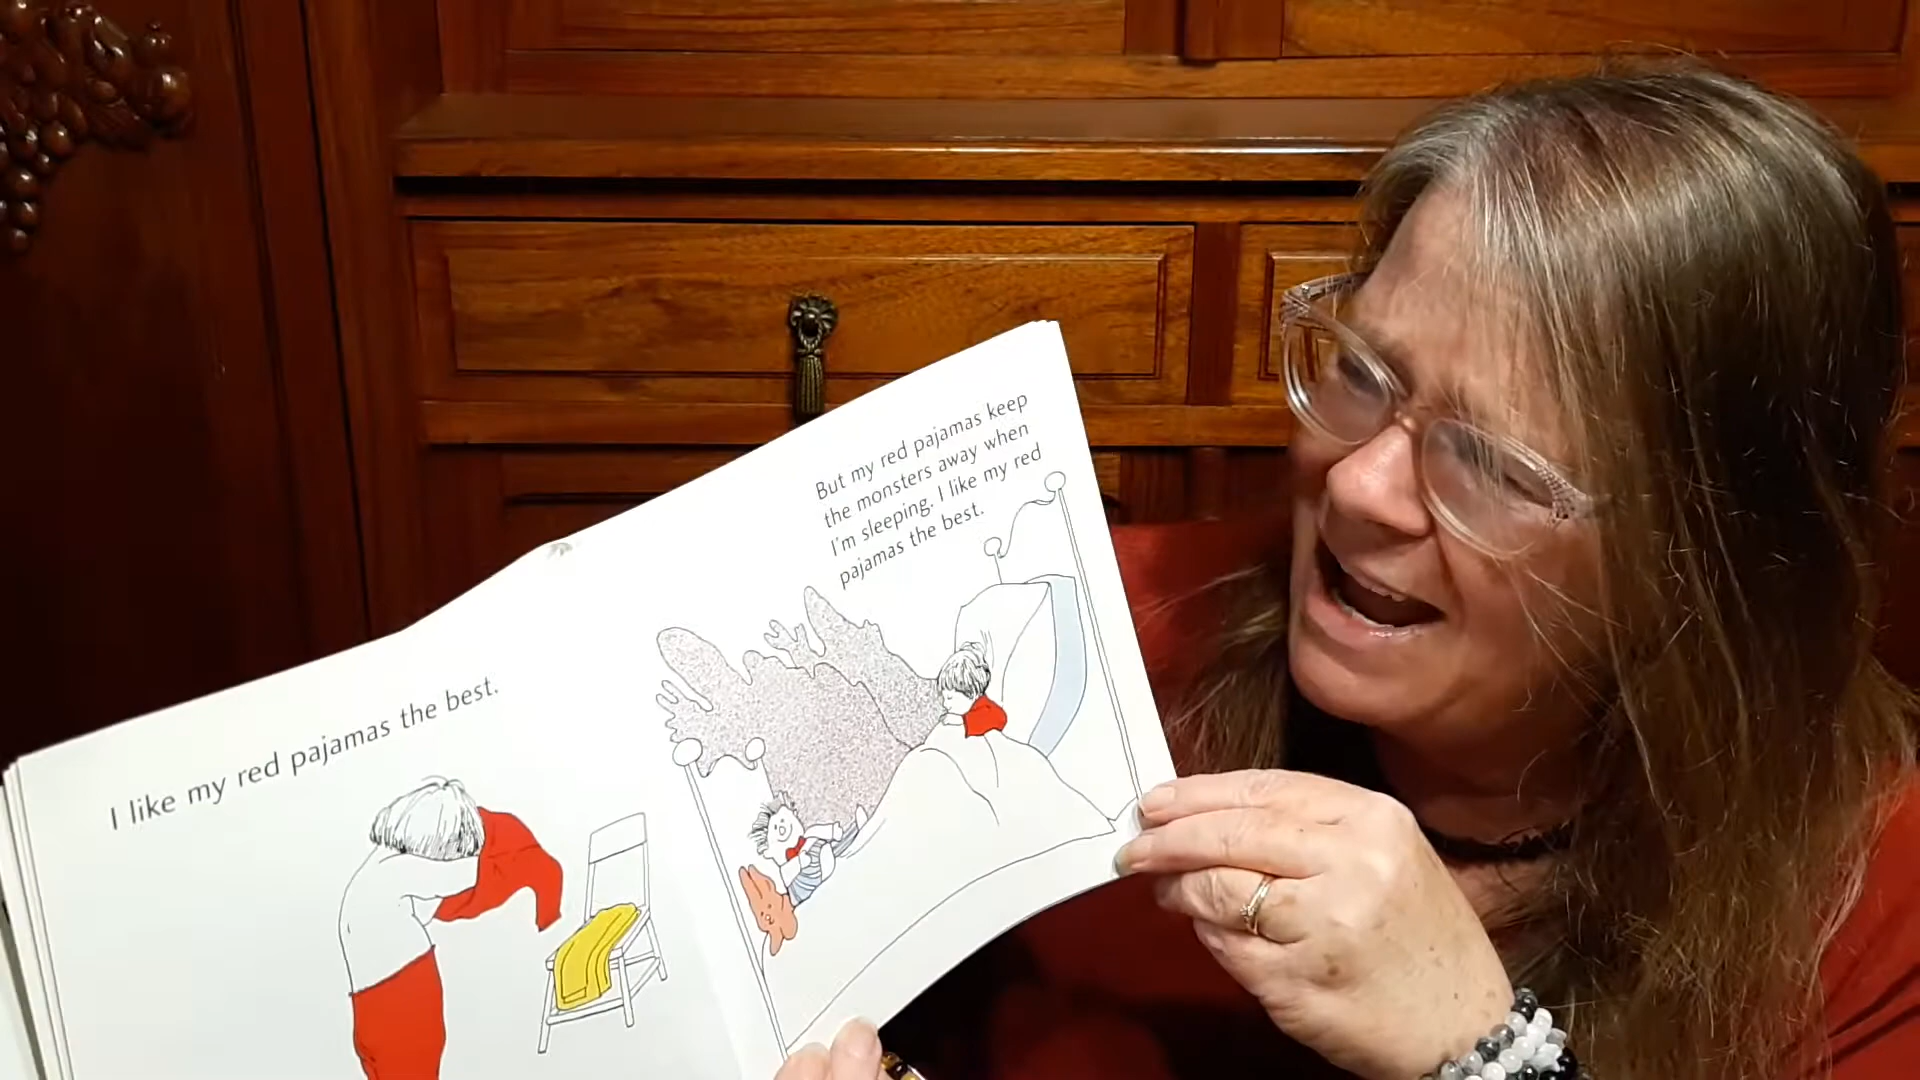 I like my red pajamas the best.
But my red pajamas keep
the monsters away when
I'm sleeping. I like my red
pajamas the best.